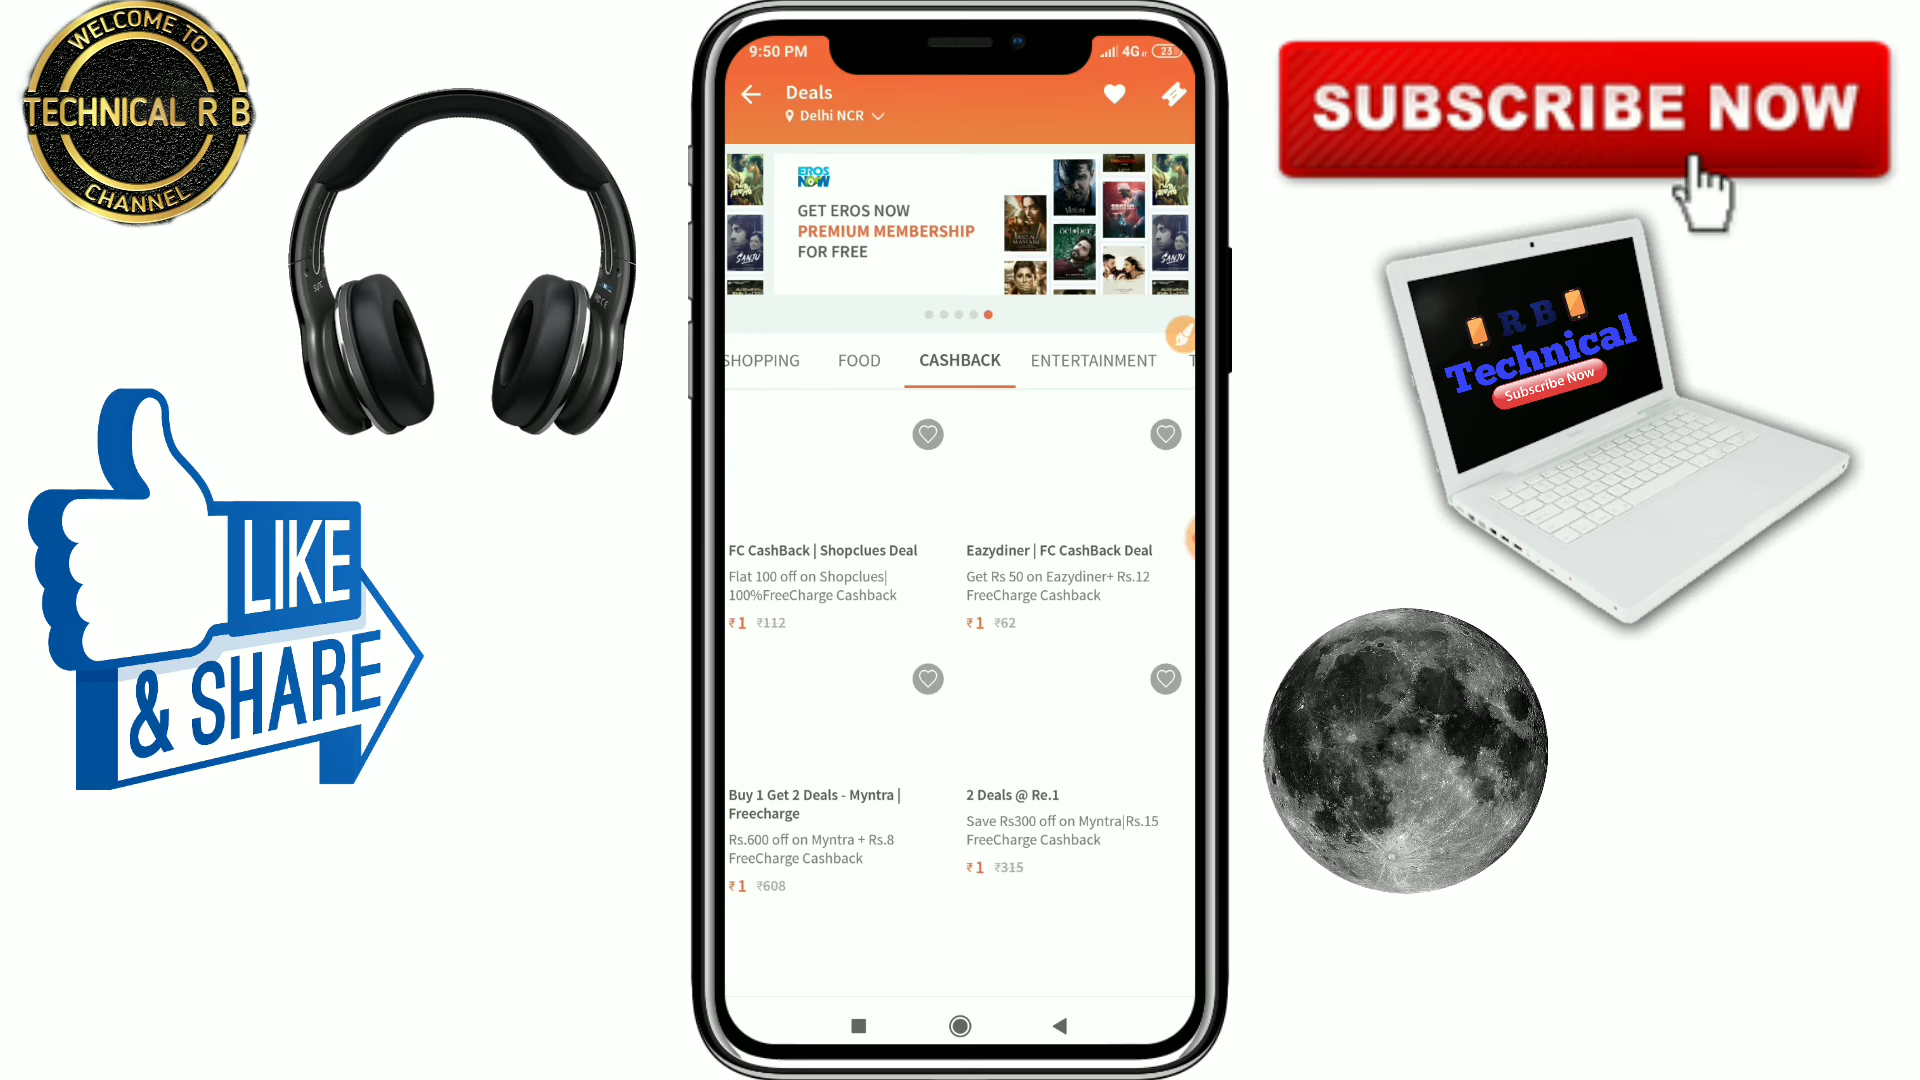 WELCOME TO
TECHNICAL R B
CHANNEL
LIKE
& SHARE
9:50 PM
4G
23
Deals
Delhi NCR
EROS
NOW
GET EROS NOW
PREMIUM MEMBERSHIP
FOR FREE
SANJU
october
SANJU
SHOPPING
FOOD
CASHBACK
ENTERTAINMENT
T
FC CashBack | Shopclues Deal
Flat 100 off on Shopclues|
100%FreeCharge Cashback
₹1 ₹112
Eazydiner | FC CashBack Deal
Get Rs 50 on Eazydiner+ Rs.12
FreeCharge Cashback
₹1 ₹62
Buy 1 Get 2 Deals - Myntra |
Freecharge
Rs.600 off on Myntra + Rs.8
FreeCharge Cashback
₹1 ₹608
2 Deals @ Re.1
Save Rs300 off on Myntra|Rs.15
FreeCharge Cashback
₹1 ₹315
SUBSCRIBE NOW
R B
Technical
Subscribe Now